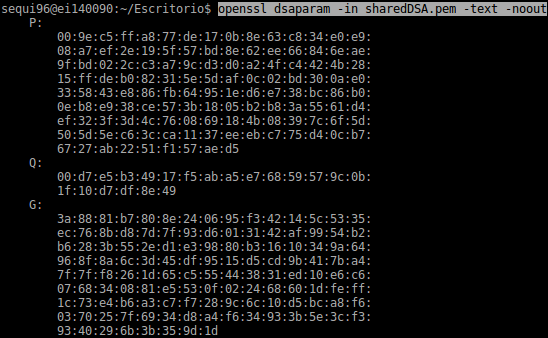 sequi96@ei140090:~/Escritorio$ openssl dsaparam -in sharedDSA.pem -text -noout
P:
00:9e:c5:ff:a8:77:de:17:0b:8e:63:c8:34:e0:e9:
08:a7:ef:2e:19:5f:57:bd:8e:62:ee:66:84:6e:ae:
9f:bd:02:2c:c3:a7:9c:d3:d0:a2:4f:c4:42:4b:28:
15:ff:de:b0:82:31:5e:5d:af:0c:02:bd:30:0a:e0:
33:58:43:e8:86:fb:64:95:1e:d6:e7:38:bc:86:b0:
0e:b8:e9:38:ce:57:3b:18:05:b2:b8:3a:55:61:d4:
ef:32:3f:3d:4c:76:08:69:18:4b:08:39:7c:6f:5d:
50:5d:5e:c6:3c:ca:11:37:ee:eb:c7:75:d4:0c:b7:
67:27:ab:22:51:f1:57:ae:d5
Q:
00:d7:e5:b3:49:17:f5:ab:a5:e7:68:59:57:9c:0b:
1f:10:d7:df:8e:49
G:
3a:88:81:b7:80:8e:24:06:95:f3:42:14:5c:53:35:
ec:76:8b:d8:7d:7f:93:d6:01:31:42:af:99:54:b2:
b6:28:3b:55:2e:d1:e3:98:80:b3:16:10:34:9a:64:
96:8f:8a:6c:3d:45:df:95:15:d5:cd:9b:41:7b:a4:
7f:7f:f8:26:1d:65:c5:55:44:38:31:ed:10:e6:c6:
07:68:34:08:81:e5:53:0f:02:24:68:60:1d:fe:ff:
1c:73:e4:b6:a3:c7:f7:28:9c:6c:10:d5:bc:a8:f6:
03:70:25:7f:69:34:d8:a4:f6:34:93:3b:5e:3c:f3:
93:40:29:6b:3b:35:9d:1d